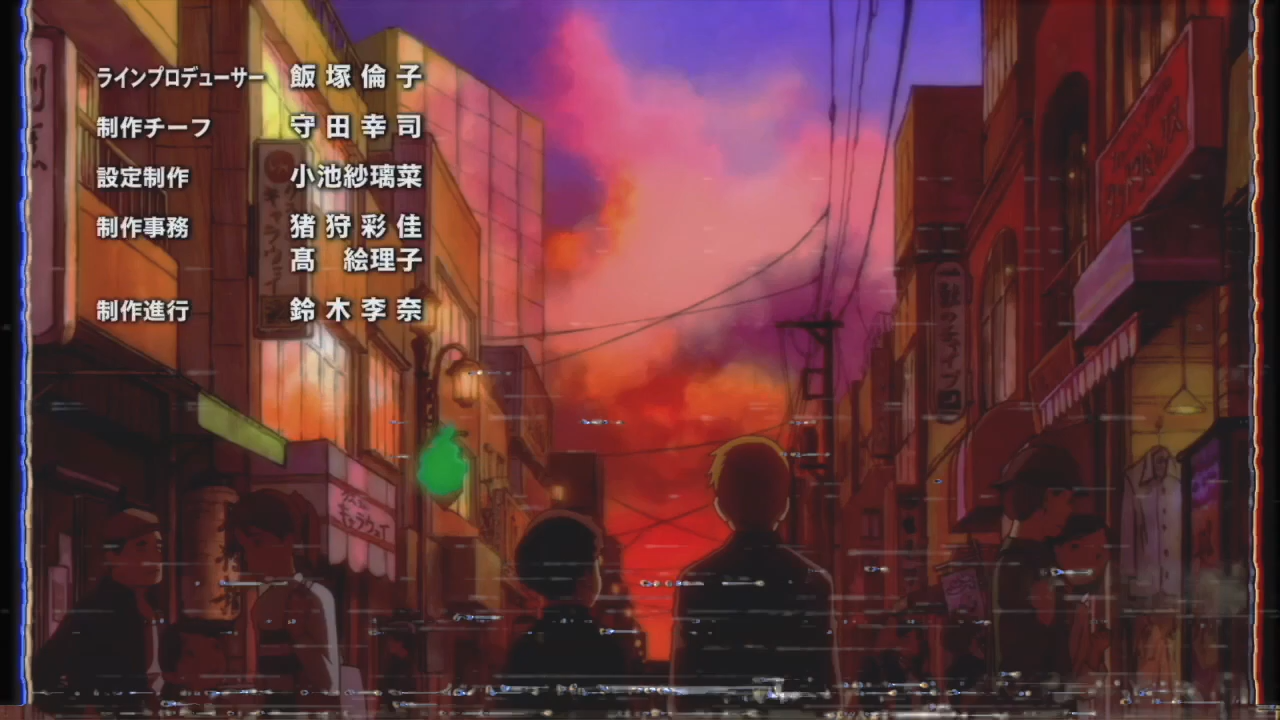 ラインプロデューサー 飯塚倫子
制作チーフ 守田幸司
設定制作 小池紗璃菜
制作事務 猪狩彩佳
髙 絵理子
制作進行 鈴木李奈